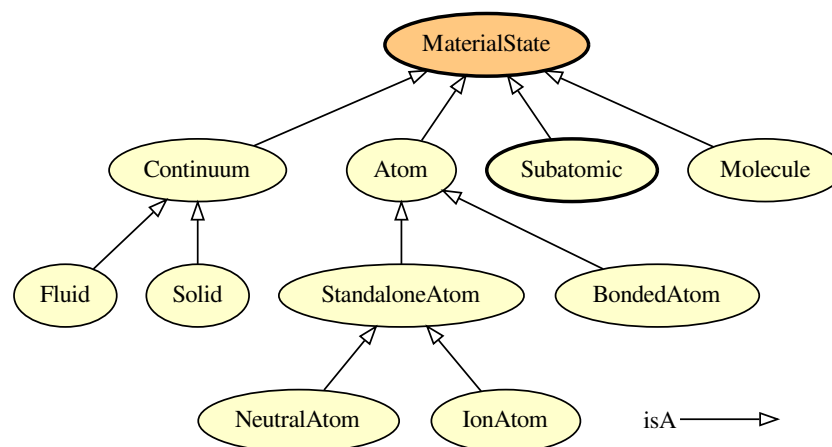 MaterialState
Continuum
Atom
Subatomic
Molecule
Fluid
Solid
StandaloneAtom
BondedAtom
NeutralAtom
IonAtom
isA